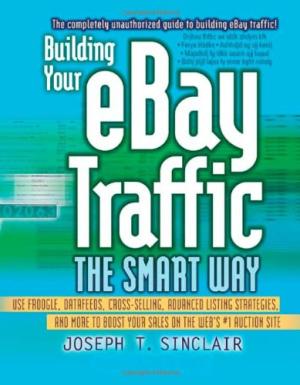 The completely unauthorized guide to building eBay traffic!
Building
Your
eBay
Traffic
THE SMART WAY
USE FROOGLE, DATAFEEDS, CROSS-SELLING, ADVANCED LISTING STRATEGIES,
AND MORE TO BOOST YOUR SALES ON THE WEB'S #1 AUCTION SITE
JOSEPH T. SINCLAIR